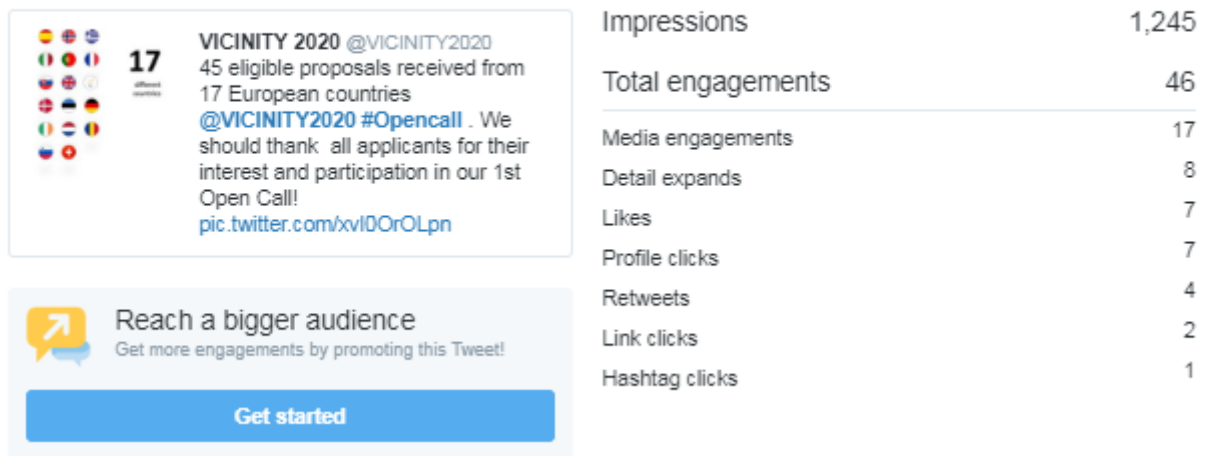 17
different
countries
VICINITY 2020 @VICINITY2020
45 eligible proposals received from
17 European countries
@VICINITY2020 #Opencall . We
should thank  all applicants for their
interest and participation in our 1st
Open Call!
pic.twitter.com/xvI0OrOLpn
Reach a bigger audience
Get more engagements by promoting this Tweet!
Get started
Impressions 1,245
Total engagements 46
Media engagements 17
Detail expands 8
Likes 7
Profile clicks 7
Retweets 4
Link clicks 2
Hashtag clicks 1